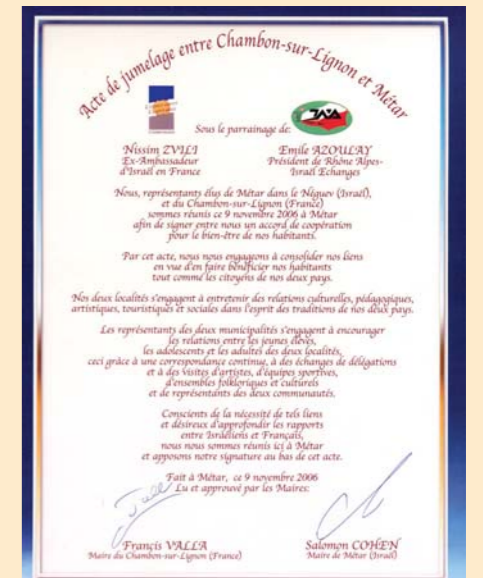 Acte de jumelage entre Chambon-sur-Lignon et Métar
Sous le parrainage de:
Nissim ZVILI
Ex-Ambassadeur
d'Israël en France
Emile AZOULAY
Président de Rhône Alpes-
Israël Echanges
Nous, représentants élus de Métar dans le Néguev (Israël),
et du Chambon-sur-Lignon (France)
sommes réunis ce 9 novembre 2006 à Métar
afin de signer entre nous un accord de coopération
pour le bien-être de nos habitants.
Par cet acte, nous nous engageons à consolider nos liens
en vue d'en faire bénéficier nos habitants
tout comme les citoyens de nos deux pays.
Nos deux localités s'engagent à entretenir des relations culturelles, pédagogiques,
artistiques, touristiques et sociales dans l'esprit des traditions de nos deux pays.
Les représentants des deux municipalités s'engagent à encourager
les relations entre les jeunes élèves,
les adolescents et les adultes des deux localités,
ceci grâce à une correspondance continue, à des échanges de délégations
et à des visites d'artistes, d'équipes sportives,
d'ensembles folkloriques et culturels
et de représentants des deux communautés.
Conscients de la nécessité de tels liens
et désireux d'approfondir les rapports
entre Israéliens et Français,
nous nous sommes réunis ici à Métar
et apposons notre signature au bas de cet acte.
Fait à Métar, ce 9 novembre 2006
Lu et approuvé par les Maires:
Francis VALLA
Maire du Chambon-sur-Lignon (France)
Salomon COHEN
Maire de Métar (Israël)